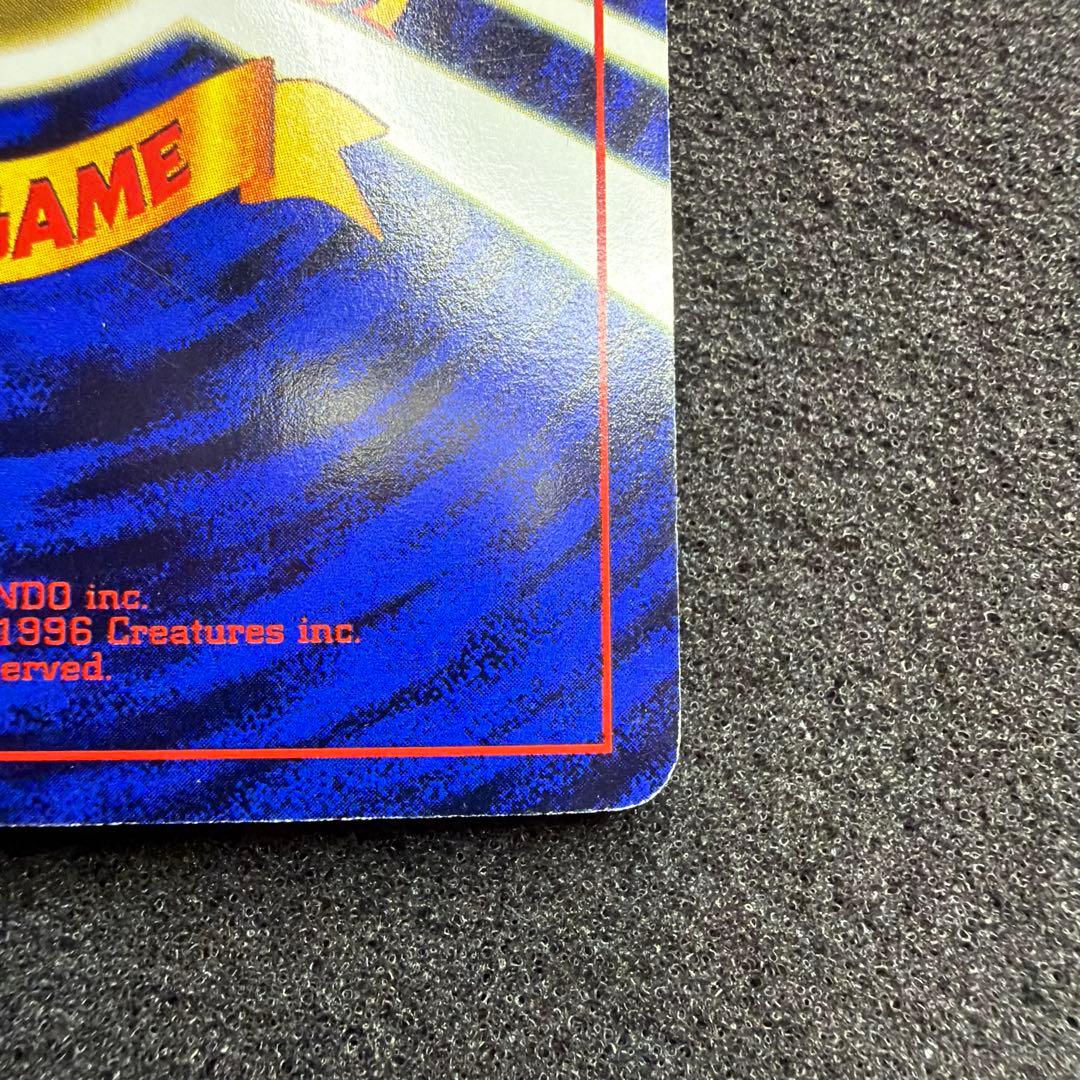 GAME
NDO inc.
1996 Creatures inc.
erved.